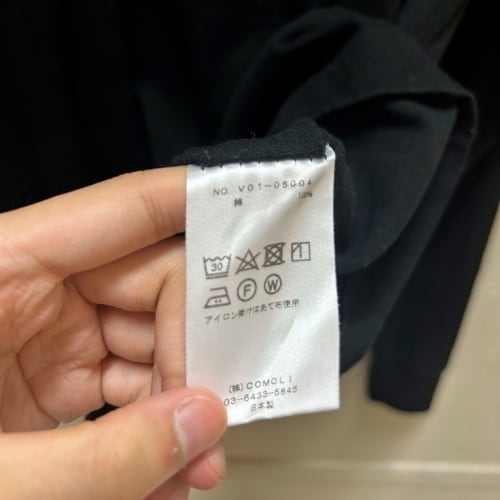 NO V01-05004
綿 100%
30
F W
アイロン掛けはあて布使用
(株)COMOLI
03-6433-5845
日本製